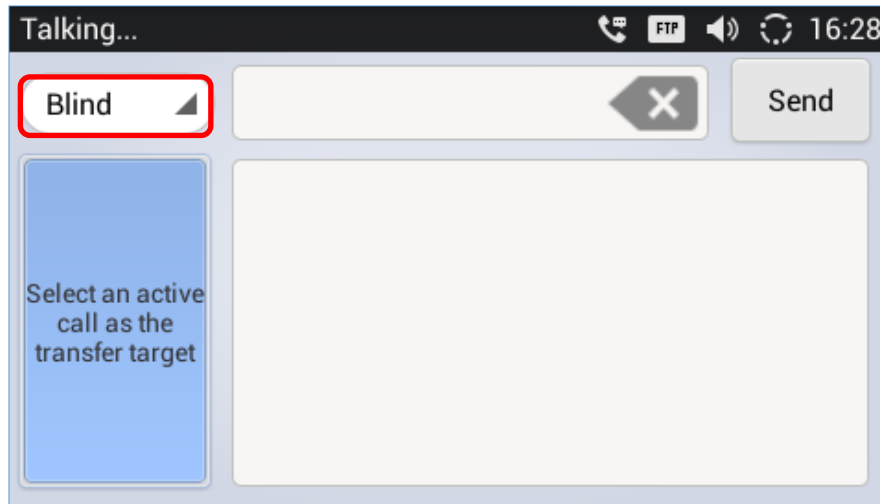 Talking...
FTP
16:28
Blind
Send
Select an active
call as the
transfer target